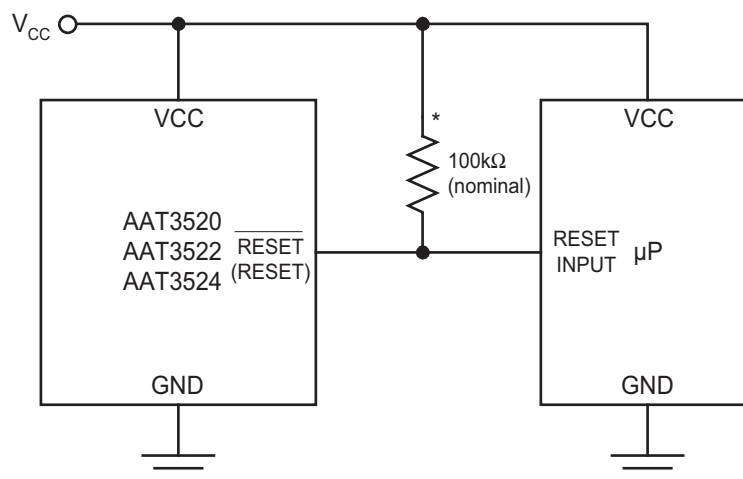 VCC
VCC
VCC
*
100kΩ
(nominal)
AAT3520
AAT3522 RESET
AAT3524 (RESET)
RESET
INPUT µP
GND
GND